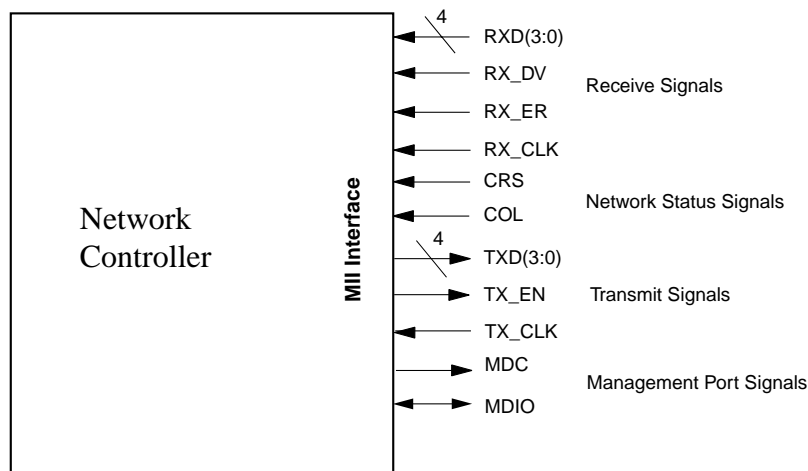 Network
Controller
MII Interface
4
RXD(3:0)
RX_DV
RX_ER
RX_CLK
Receive Signals
CRS
COL
Network Status Signals
4
TXD(3:0)
TX_EN
TX_CLK
Transmit Signals
MDC
MDIO
Management Port Signals